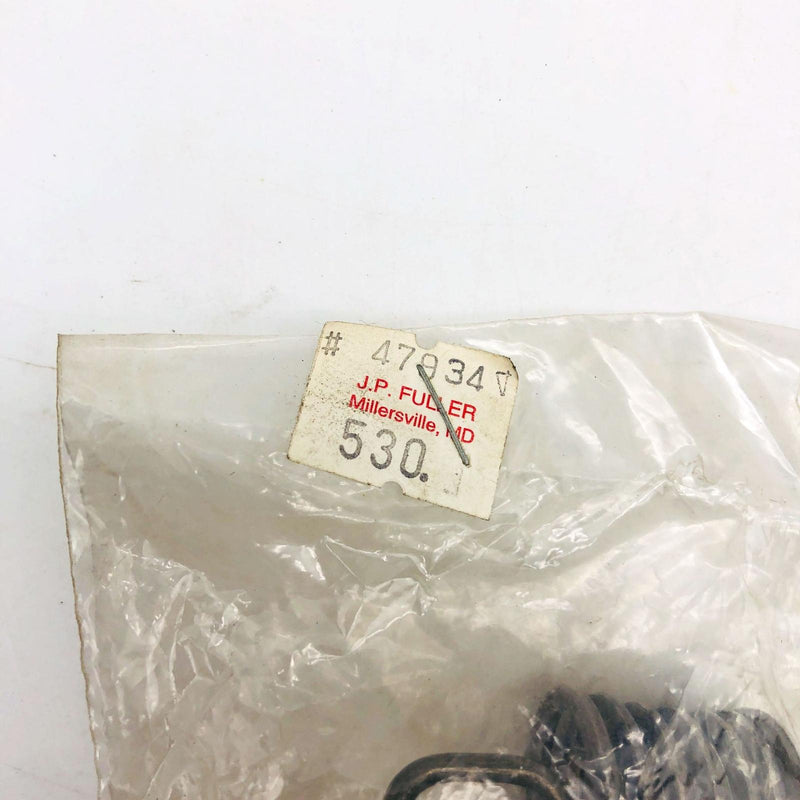 # 47934 V
J.P. FULLER
Millersville, MD
530.